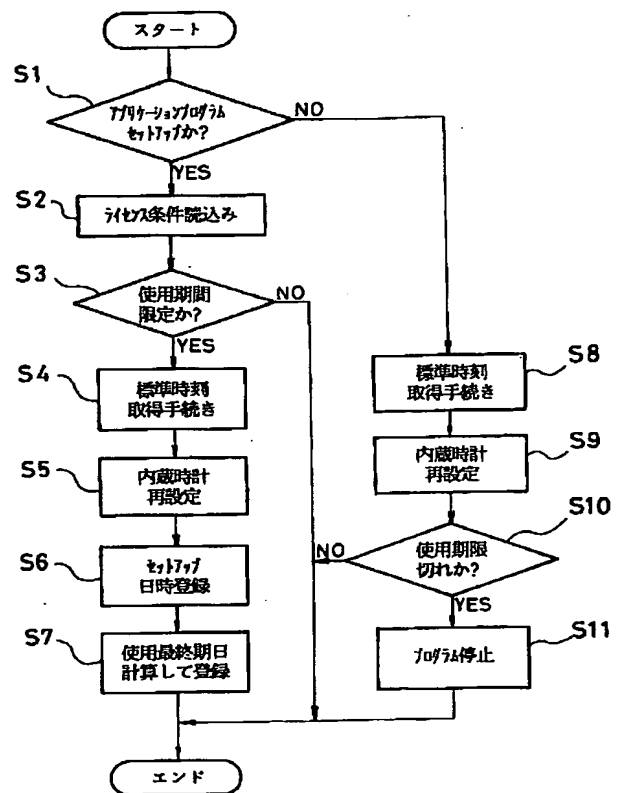 スタート
S1
アプリケーションプログラム
セットアップか?
NO
YES
S2
ライセンス条件読込み
S3
使用期間
限定か?
NO
YES
S4
標準時刻
取得手続き
S5
内蔵時計
再設定
S6
セットアップ
日時登録
S7
使用最終期日
計算して登録
S8
標準時刻
取得手続き
S9
内蔵時計
再設定
S10
使用期限
切れか?
NO
YES
S11
プログラム停止
エンド